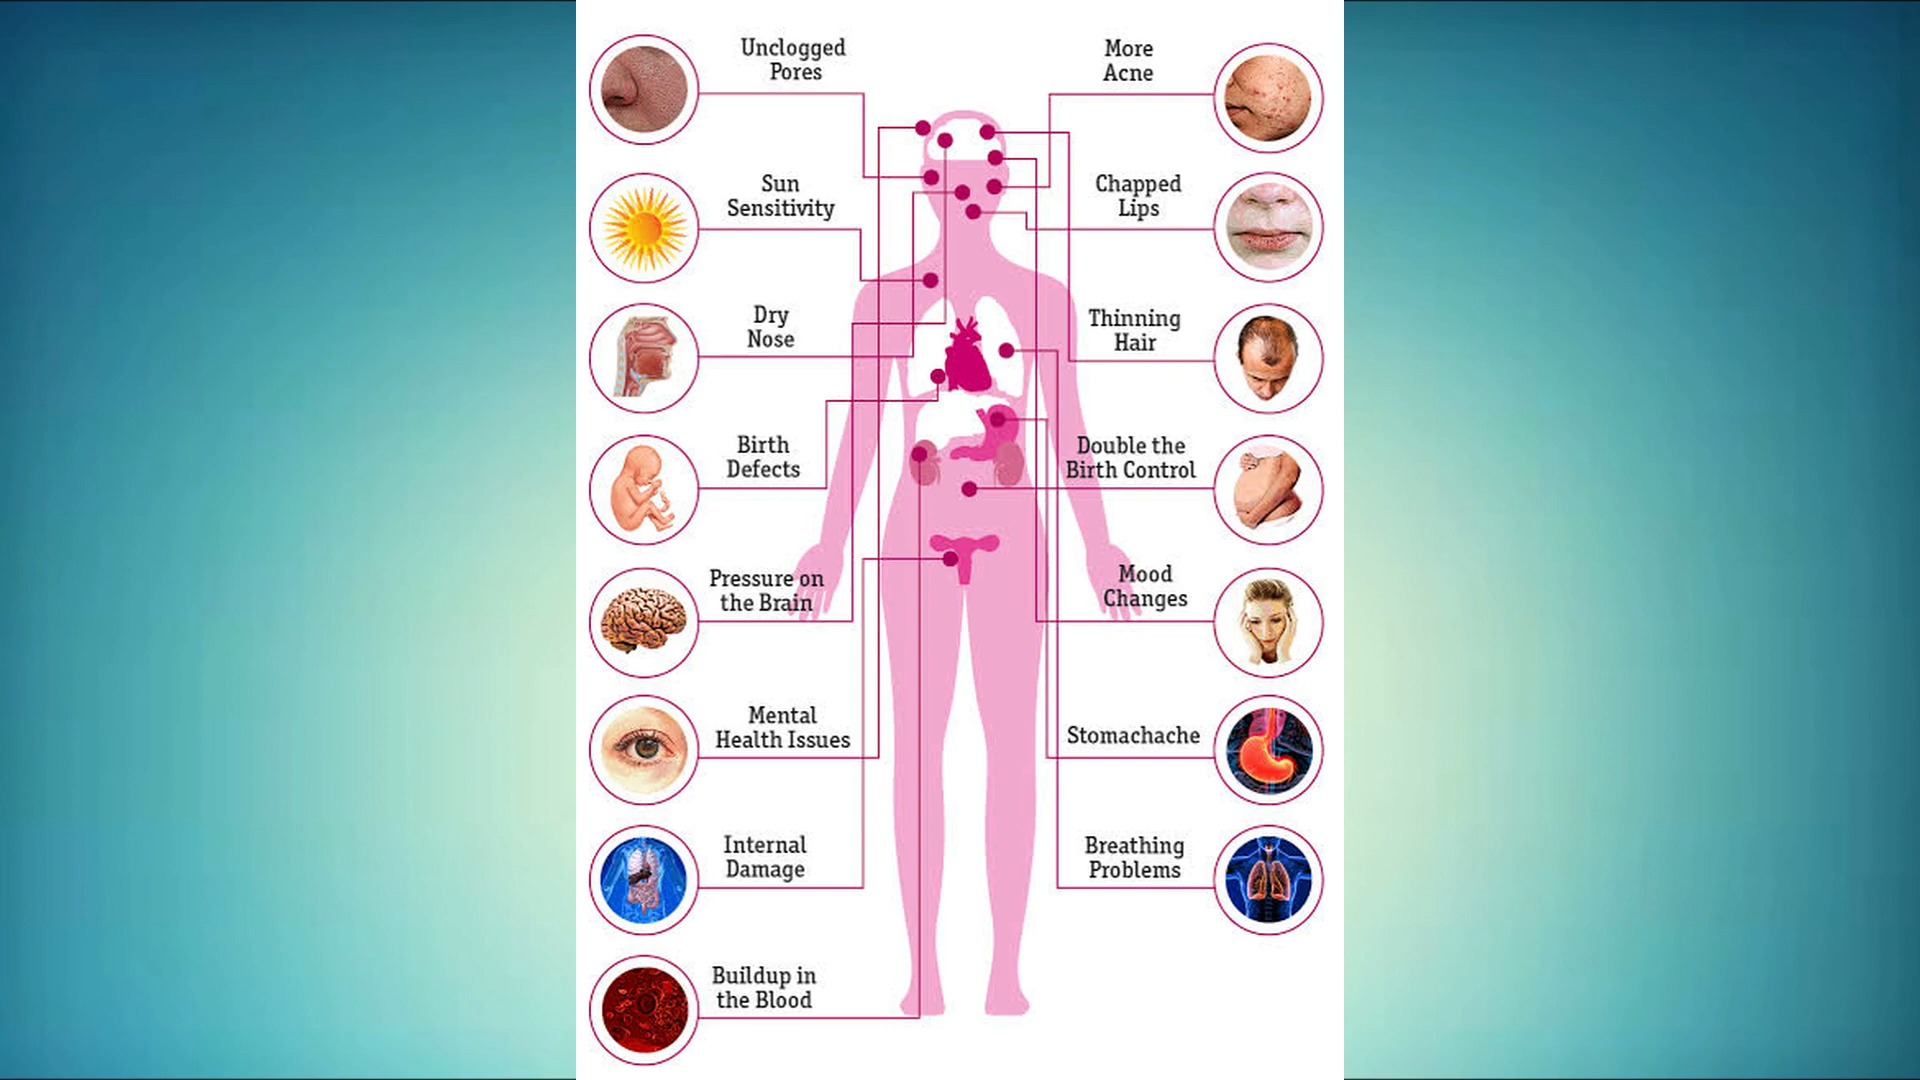 Unclogged
Pores
Sun
Sensitivity
Dry
Nose
Birth
Defects
Pressure on
the Brain
Mental
Health Issues
Internal
Damage
Buildup in
the Blood
More
Acne
Chapped
Lips
Thinning
Hair
Double the
Birth Control
Mood
Changes
Stomachache
Breathing
Problems